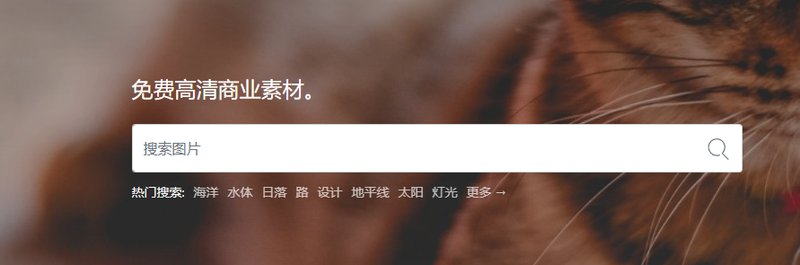 免费高清商业素材。
搜索图片
热门搜索: 海洋 水体 日落 路 设计 地平线 太阳 灯光 更多 →